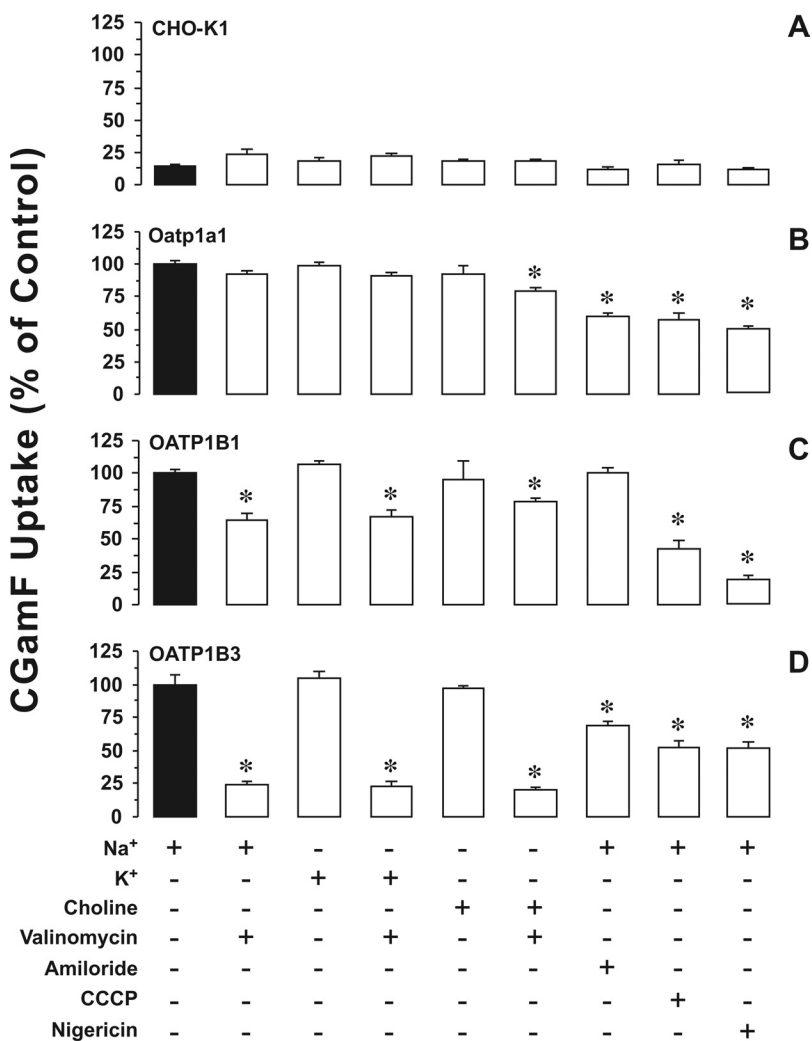 CGamF Uptake (% of Control)
CHO-K1
A
125
100
75
50
25
0
Oatp1a1
B
125
100
75
50
25
0
* * * *
OATP1B1
C
125
100
75
50
25
0
* * * * *
OATP1B3
D
125
100
75
50
25
0
* * * * * *
Na⁺ + + - - - - + + +
K⁺ - - + + - - - - -
Choline - - - - + + - - -
Valinomycin - + - + - + - - -
Amiloride - - - - - - + - -
CCCP - - - - - - - + -
Nigericin - - - - - - - - +